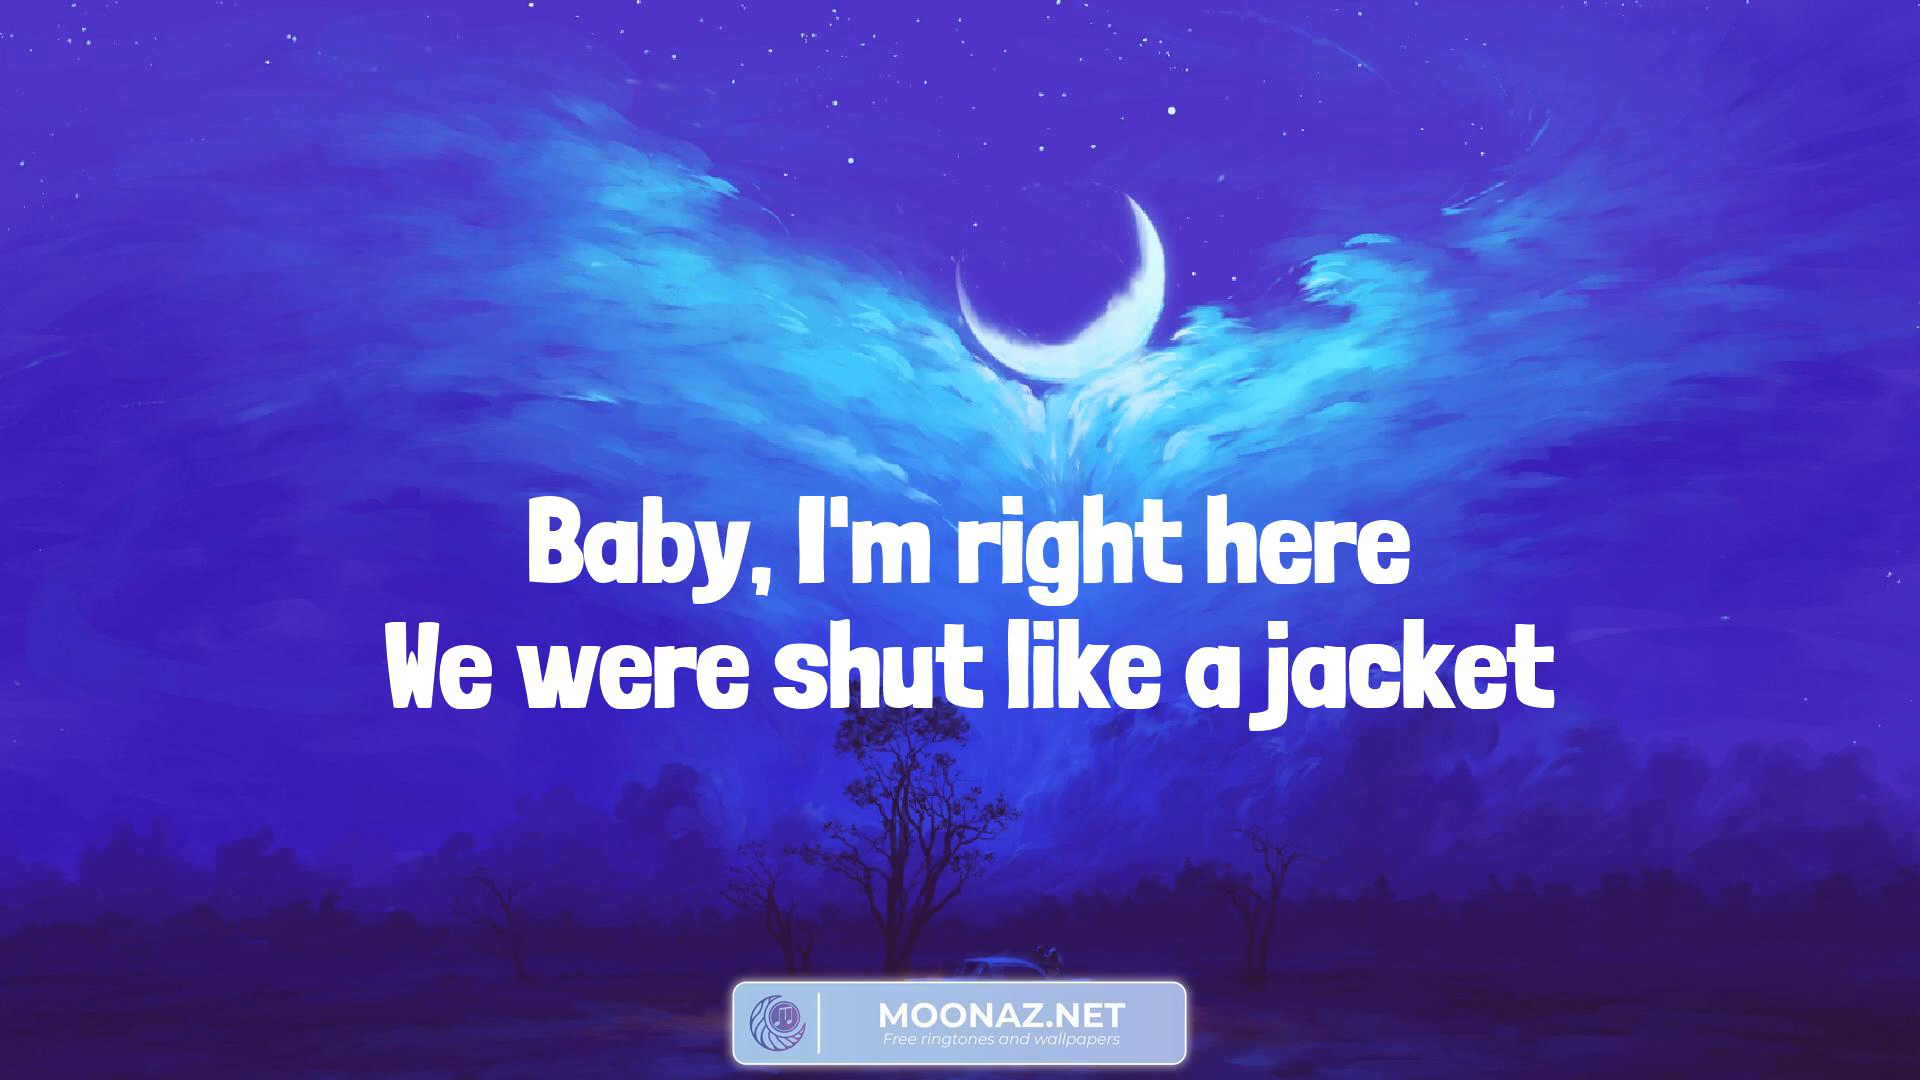 Baby, I'm right here
We were shut like a jacket
MOONAZ.NET
Free ringtones and wallpapers